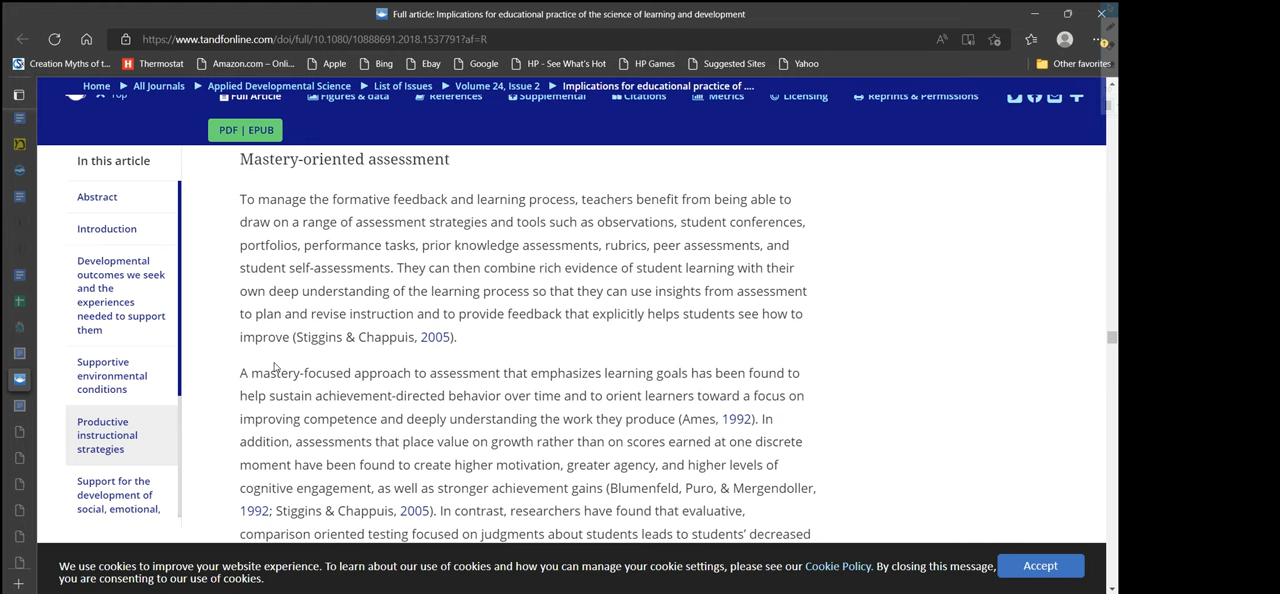 Full article: Implications for educational practice of the science of learning and development
https://www.tandfonline.com/doi/full/10.1080/10888691.2018.1537791?af=R
Creation Myths of t... Thermostat Amazon.com – Onli... Apple Bing Ebay Google HP - See What's Hot HP Games Suggested Sites Yahoo Other favorites
Home All Journals Applied Developmental Science List of Issues Volume 24, Issue 2 Implications for educational practice of ....
Top Full Article Figures & data References Supplemental Citations Metrics Licensing Reprints & Permissions
PDF | EPUB
In this article
Abstract
Introduction
Developmental
outcomes we seek
and the
experiences
needed to support
them
Supportive
environmental
conditions
Productive
instructional
strategies
Support for the
development of
social, emotional,
Mastery-oriented assessment
To manage the formative feedback and learning process, teachers benefit from being able to
draw on a range of assessment strategies and tools such as observations, student conferences,
portfolios, performance tasks, prior knowledge assessments, rubrics, peer assessments, and
student self-assessments. They can then combine rich evidence of student learning with their
own deep understanding of the learning process so that they can use insights from assessment
to plan and revise instruction and to provide feedback that explicitly helps students see how to
improve (Stiggins & Chappuis, 2005).
A mastery-focused approach to assessment that emphasizes learning goals has been found to
help sustain achievement-directed behavior over time and to orient learners toward a focus on
improving competence and deeply understanding the work they produce (Ames, 1992). In
addition, assessments that place value on growth rather than on scores earned at one discrete
moment have been found to create higher motivation, greater agency, and higher levels of
cognitive engagement, as well as stronger achievement gains (Blumenfeld, Puro, & Mergendoller,
1992; Stiggins & Chappuis, 2005). In contrast, researchers have found that evaluative,
comparison oriented testing focused on judgments about students leads to students' decreased
We use cookies to improve your website experience. To learn about our use of cookies and how you can manage your cookie settings, please see our Cookie Policy. By closing this message,
you are consenting to our use of cookies.
Accept